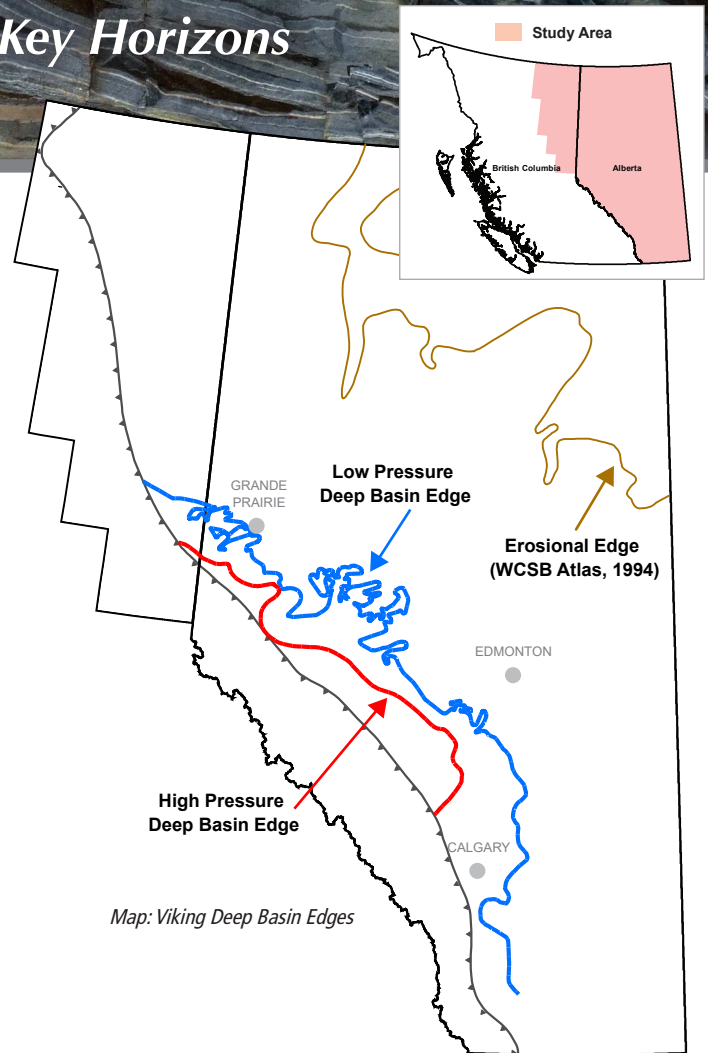 Key Horizons
Study Area
British Columbia
Alberta
GRANDE
PRAIRIE
Low Pressure
Deep Basin Edge
Erosional Edge
(WCSB Atlas, 1994)
EDMONTON
High Pressure
Deep Basin Edge
CALGARY
Map: Viking Deep Basin Edges